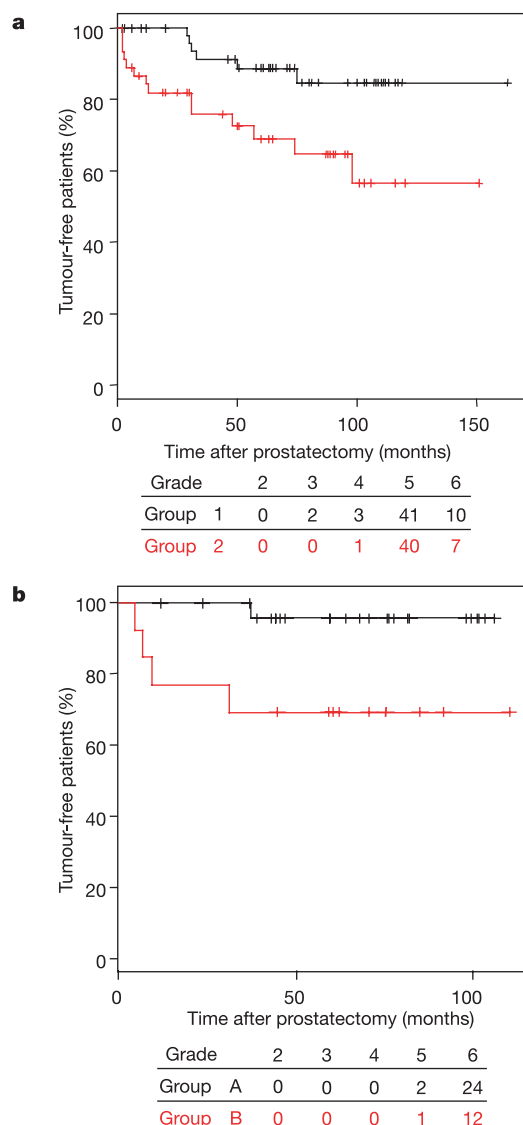 a
100
80
60
40
20
0
Tumour-free patients (%)
0 50 100 150
Time after prostatectomy (months)
Grade 2 3 4 5 6
Group 1 0 2 3 41 10
Group 2 0 0 1 40 7
b
100
80
60
40
20
0
Tumour-free patients (%)
0 50 100
Time after prostatectomy (months)
Grade 2 3 4 5 6
Group A 0 0 0 2 24
Group B 0 0 0 1 12